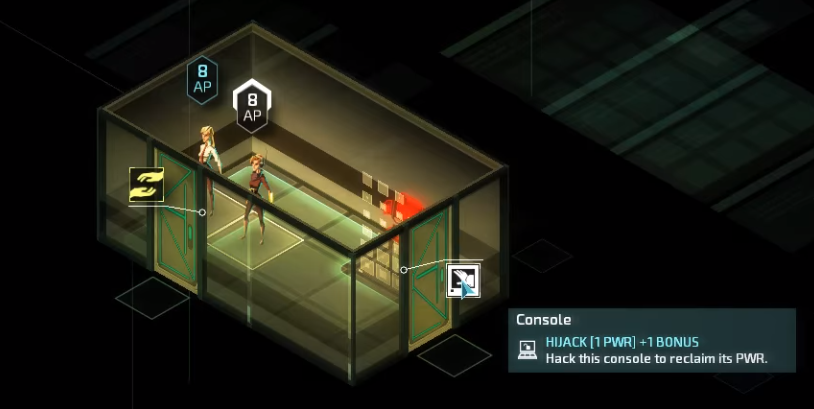 8
AP
8
AP
Console
HIJACK [1 PWR] +1 BONUS
Hack this console to reclaim its PWR.